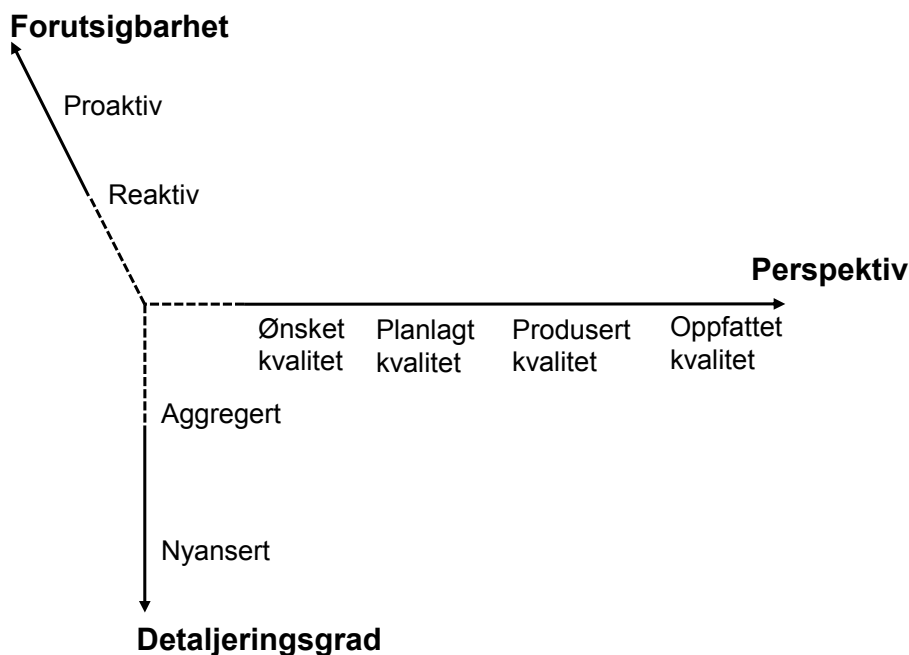 Forutsigbarhet
Proaktiv
Reaktiv
Perspektiv
Ønsket
kvalitet
Planlagt
kvalitet
Produsert
kvalitet
Oppfattet
kvalitet
Aggregert
Nyansert
Detaljeringsgrad